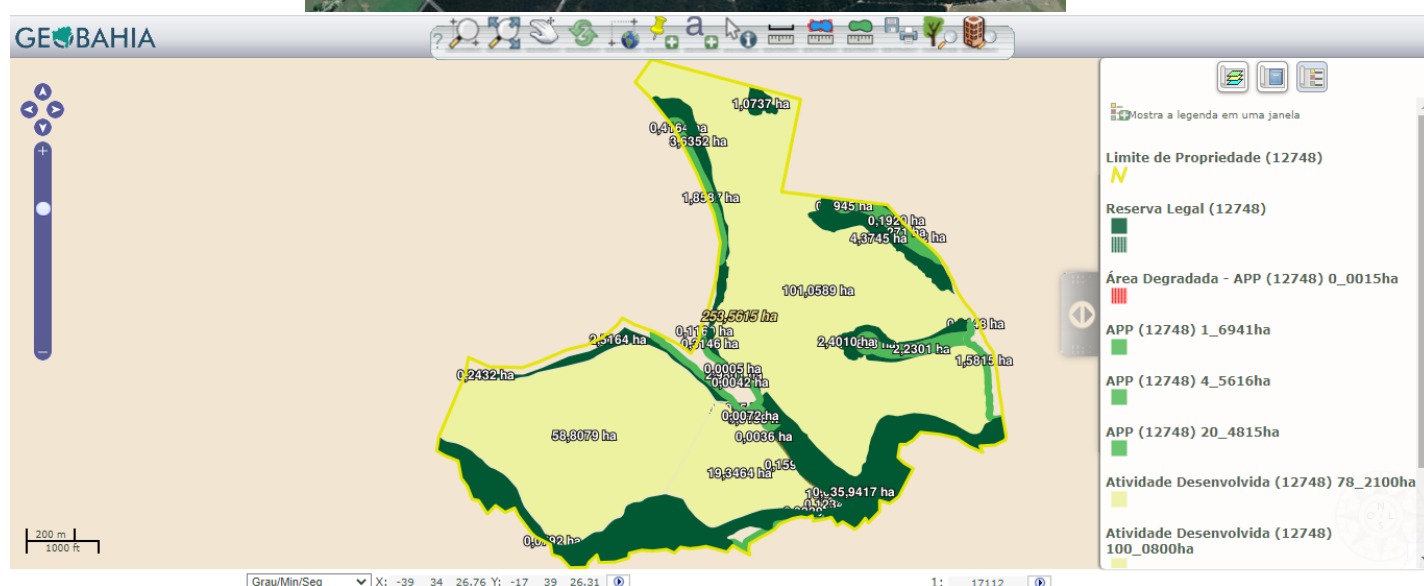 GEOBAHIA
?
a
Mostra a legenda em uma janela
Limite de Propriedade (12748)
Reserva Legal (12748)
Área Degradada - APP (12748) 0_0015ha
APP (12748) 1_6941ha
APP (12748) 4_5616ha
APP (12748) 20_4815ha
Atividade Desenvolvida (12748) 78_2100ha
Atividade Desenvolvida (12748)
100_0800ha
1,0737 ha
3,6352 ha
0,1920 ha
4,3745 ha
101,0589 ha
253,5615 ha
2,2301 ha
1,5815 ha
0,2432 ha
0,0005 ha
0,0042 ha
0,0072 ha
0,0036 ha
58,8079 ha
19,3464 ha
35,9417 ha
200 m
1000 ft
Grau/Min/Seg X: -39 34 26.76 Y: -17 39 26.31
1: 17112